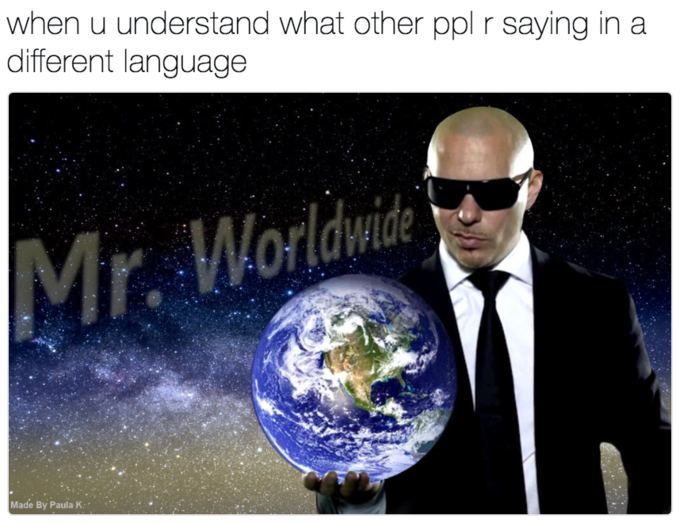 when u understand what other ppl r saying in a
different language
Mr. Worldwide
Made By Paula K